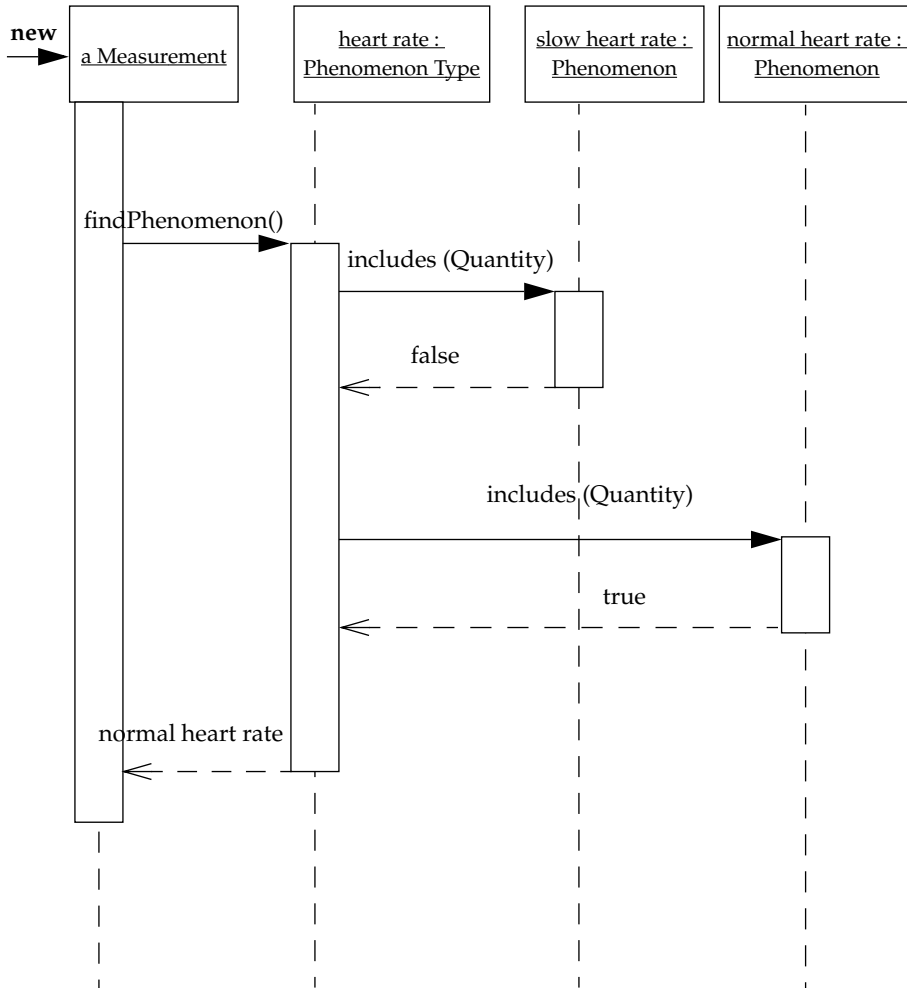 new
a Measurement
heart rate :
Phenomenon Type
slow heart rate :
Phenomenon
normal heart rate :
Phenomenon
findPhenomenon()
includes (Quantity)
false
includes (Quantity)
true
normal heart rate